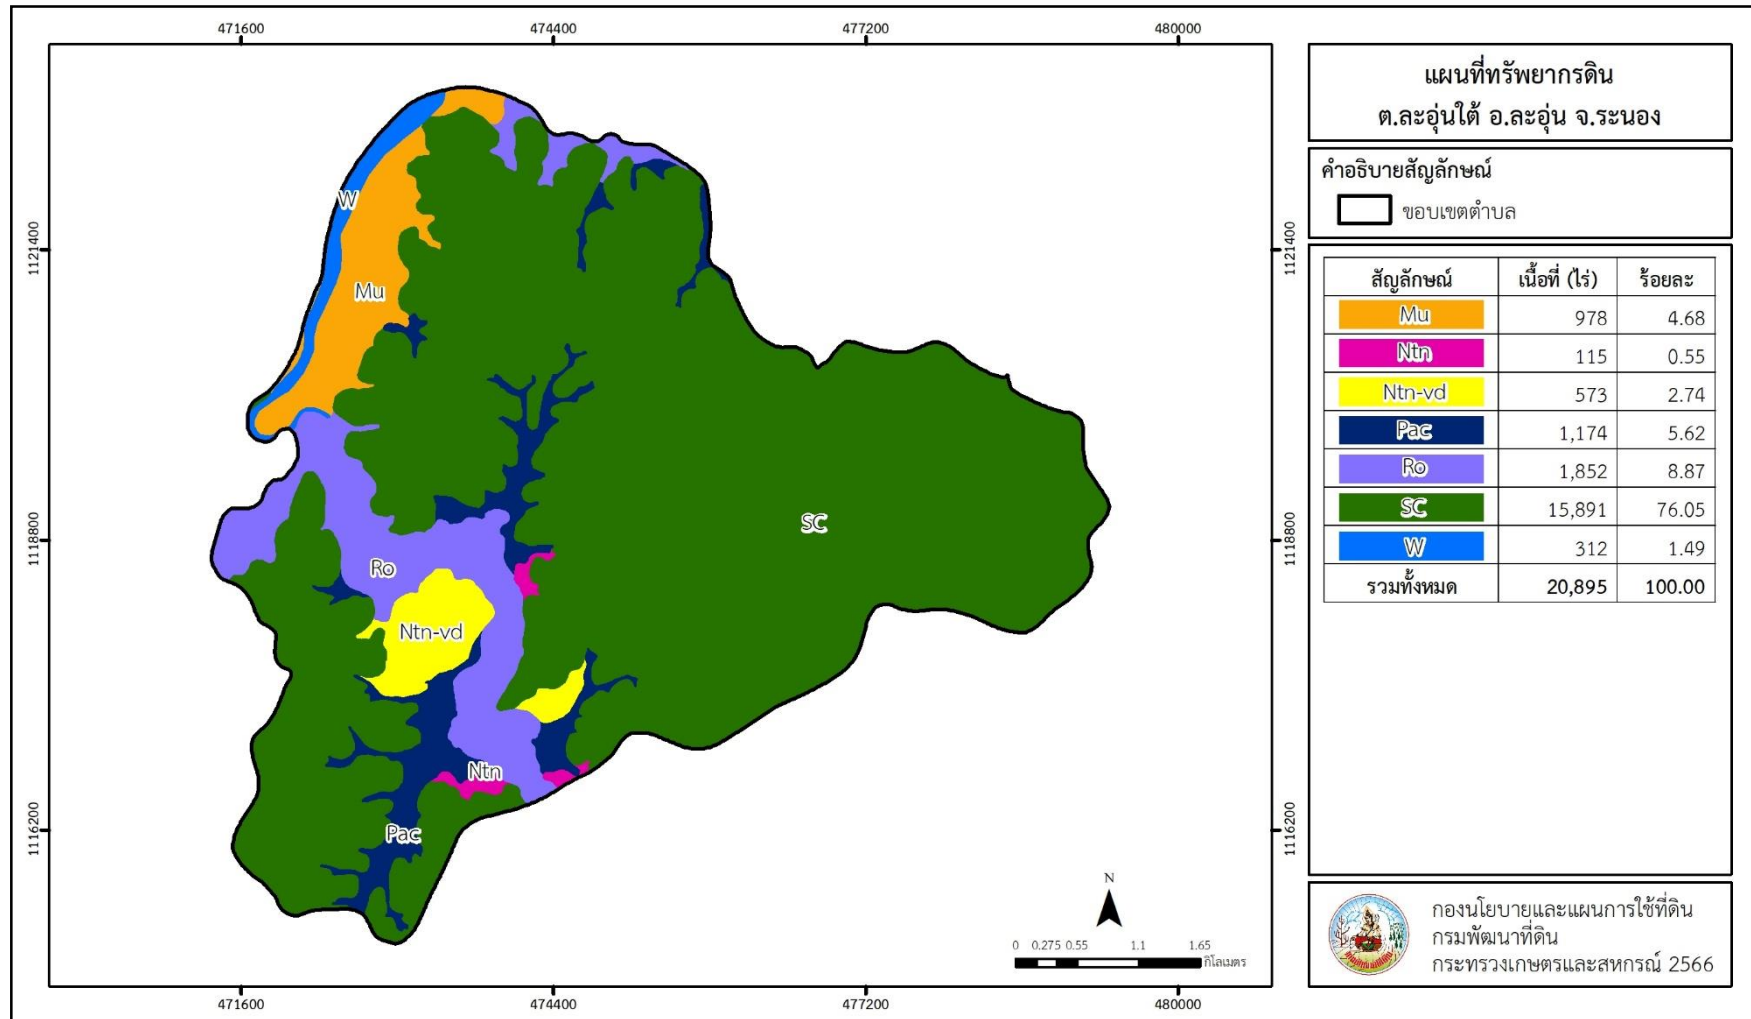 471600 474400 477200 480000
แผนที่ทรัพยากรดิน
ต.ละอุ่นใต้ อ.ละอุ่น จ.ระนอง
คำอธิบายสัญลักษณ์
ขอบเขตตำบล
สัญลักษณ์ เนื้อที่ (ไร่) ร้อยละ
Mu 978 4.68
Ntn 115 0.55
Ntn-vd 573 2.74
Pac 1,174 5.62
Ro 1,852 8.87
SC 15,891 76.05
W 312 1.49
รวมทั้งหมด 20,895 100.00
1121400 1121400
1118800 1118800
1116200 1116200
W
Mu
SC
Ro
Ntn-vd
Ntn
Pac
N
0 0.275 0.55 1.1 1.65
กิโลเมตร
กองนโยบายและแผนการใช้ที่ดิน
กรมพัฒนาที่ดิน
กระทรวงเกษตรและสหกรณ์ 2566
471600 474400 477200 480000